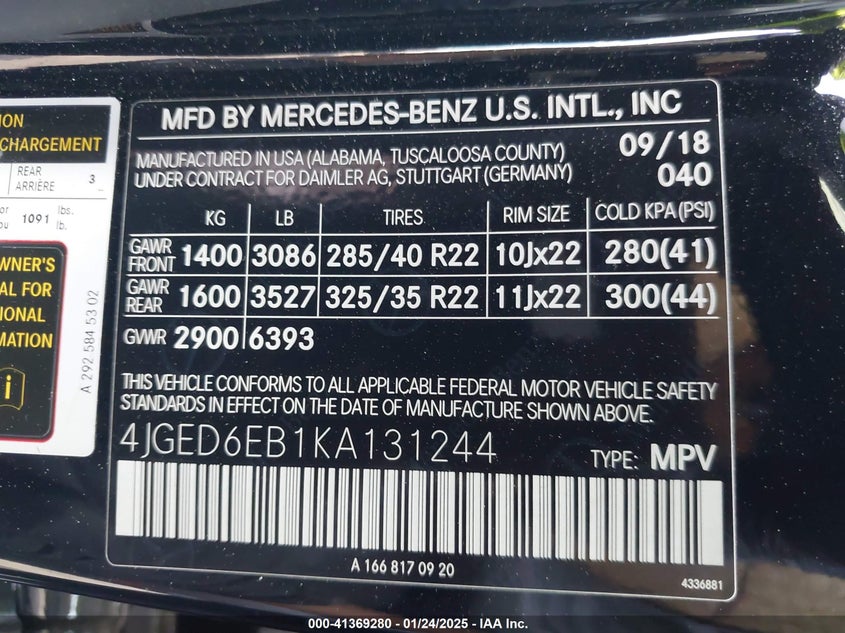 ION
CHARGEMENT
REAR
ARRIÈRE
3
or
ou
1091
lbs.
lb.
WNER'S
AL FOR
IONAL
MATION
i
A 292 584 53 02
MFD BY MERCEDES-BENZ U.S. INTL., INC
MANUFACTURED IN USA (ALABAMA, TUSCALOOSA COUNTY) 09/18
UNDER CONTRACT FOR DAIMLER AG, STUTTGART (GERMANY) 040
KG LB TIRES RIM SIZE COLD KPA (PSI)
GAWR FRONT 1400 3086 285/40 R22 10Jx22 280(41)
GAWR REAR 1600 3527 325/35 R22 11Jx22 300(44)
GVWR 2900 6393
THIS VEHICLE CONFORMS TO ALL APPLICABLE FEDERAL MOTOR VEHICLE SAFETY
STANDARDS IN EFFECT ON THE DATE OF MANUFACTURE SHOWN ABOVE.
4JGED6EB1KA131244 TYPE: MPV
A 166 817 09 20
4336881
000-41369280 - 01/24/2025 - IAA Inc.